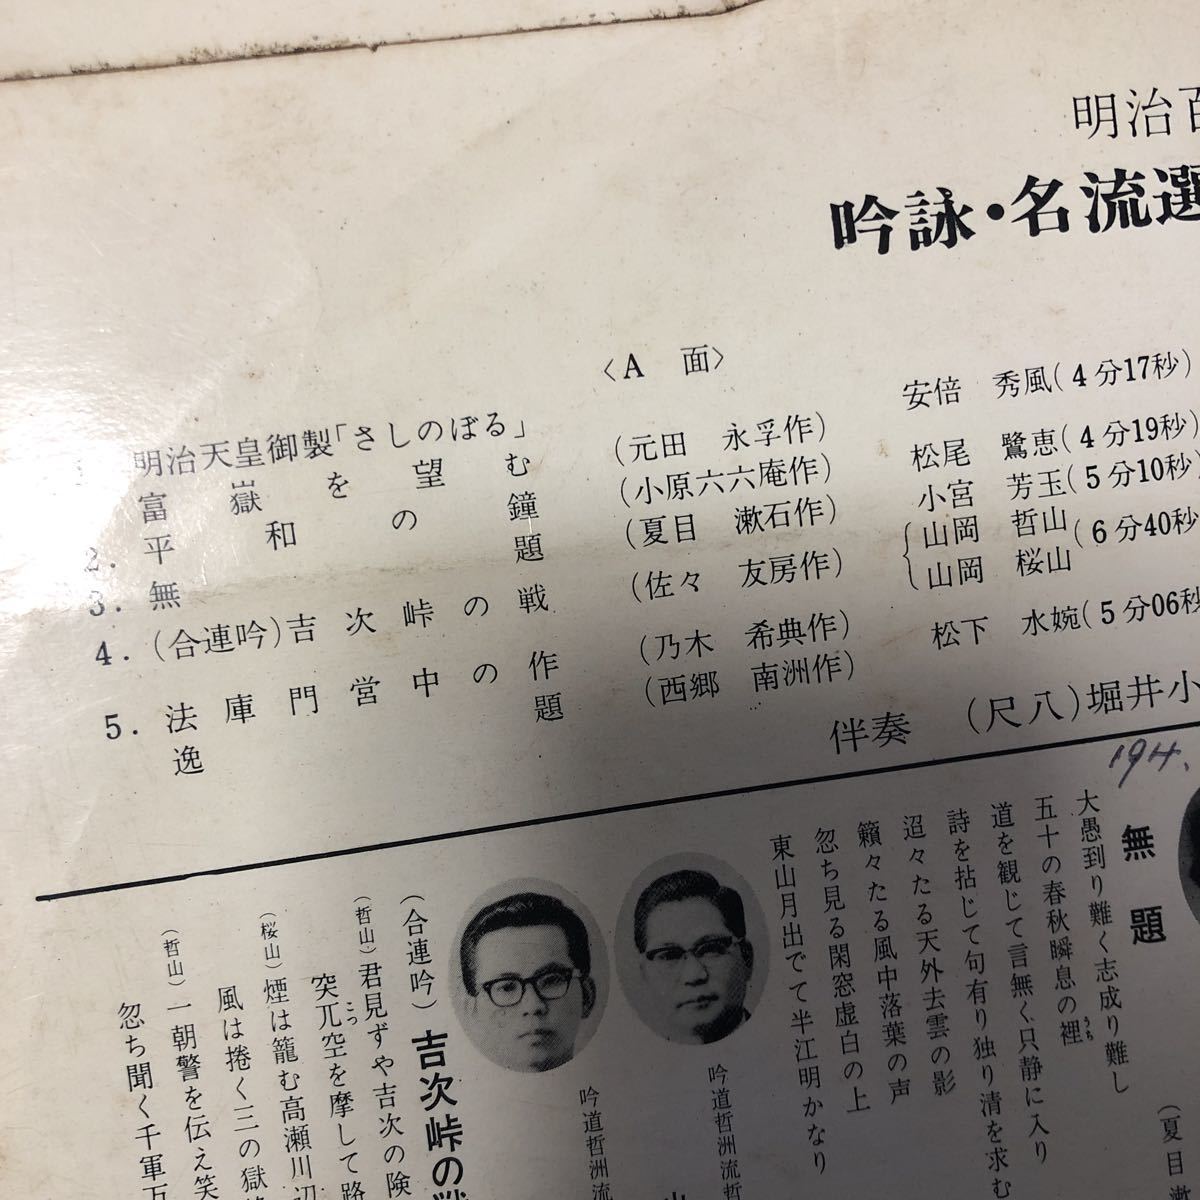 明治百
吟詠・名流選
〈A 面〉
明治天皇御製「さしのぼる」 安倍 秀風(4分17秒)
富嶽を望む (元田 永孚作)
2. 平和の鐘 (小原六六庵作) 松尾 鷺恵(4分19秒)
3. 無題 (夏目 漱石作) 小宮 芳玉(5分10秒)
4. (合連吟)吉次峠の戦 (佐々 友房作) 山岡 哲山 山岡 桜山 (6分40秒
5. 法庫門営中の作 (乃木 希典作) 松下 水婉(5分06秒
逸題 (西郷 南洲作)
伴奏 (尺八)堀井小
194.
無題
(夏目漱
大愚到り難く志成り難し
五十の春秋瞬息の裡
うち
道を観じて言無く只静に入り
詩を拈じて句有り独り清を求む
迢々たる天外去雲の影
籟々たる風中落葉の声
忽ち見る閑窓虚白の上
東山月出でて半江明かなり
吟道哲洲流哲
山
吟道哲洲流
(合連吟)吉次峠の戦
(哲山)君見ずや吉次の険
突兀空を摩して路
こつ
(桜山)煙は籠む高瀬川辺
風は捲く三の嶽
(哲山)一朝警を伝え笑
忽ち聞く千軍万